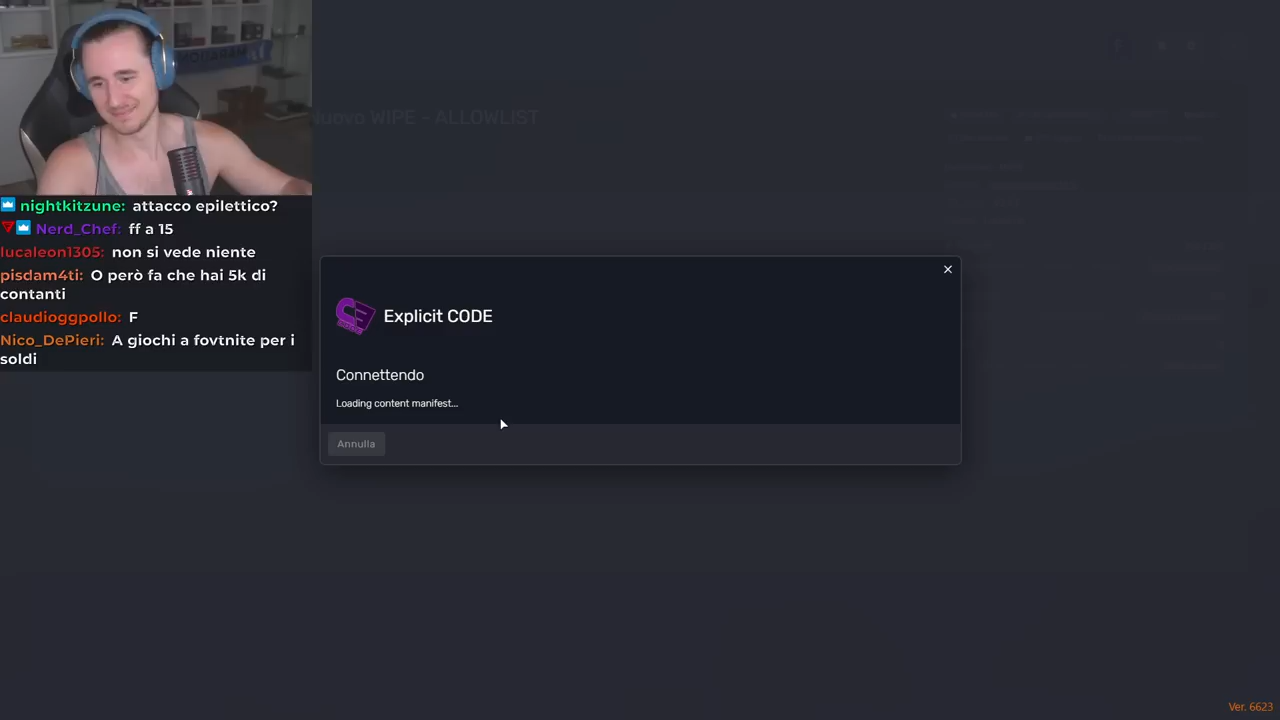 Nuovo WIPE - ALLOWLIST
nightkitzune: attacco epilettico?
Nerd_Chef: ff a 15
lucaleon1305: non si vede niente
pisdam4ti: O però fa che hai 5k di
contanti
claudioggpollo: F
Nico_DePieri: A giochi a fovtnite per i
soldi
Explicit CODE
Connettendo
Loading content manifest...
Annulla
Ver. 6623